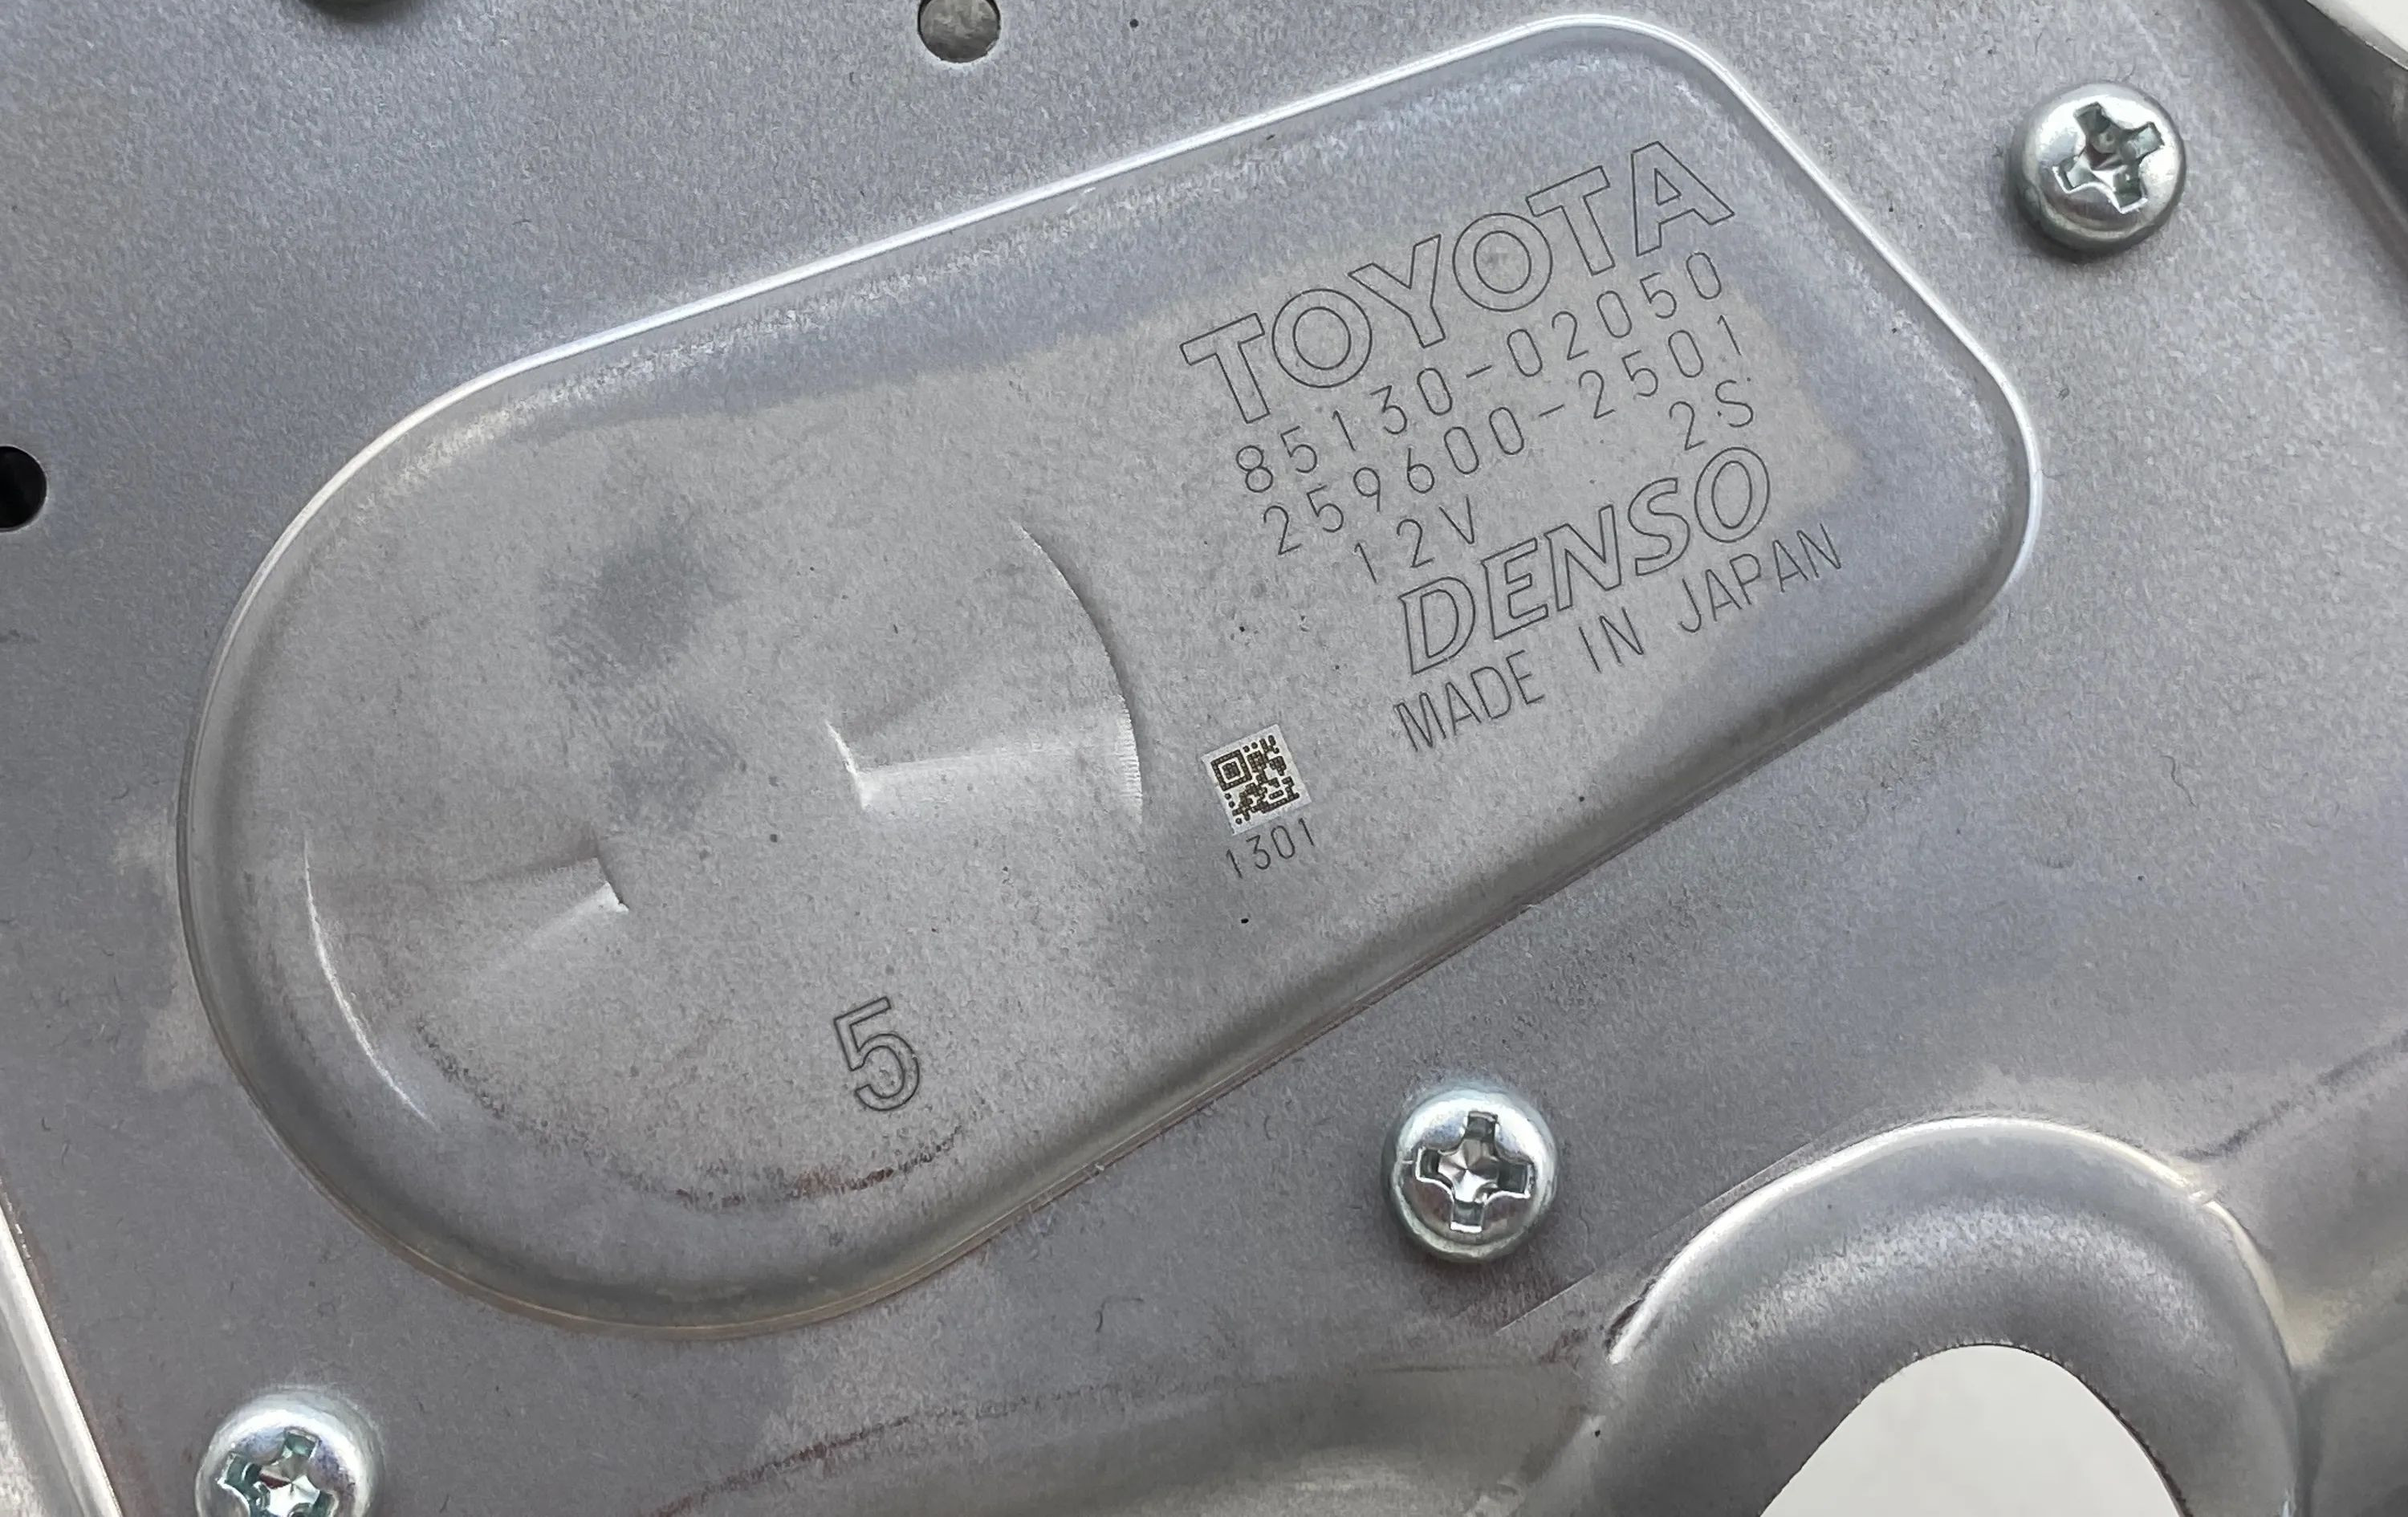 TOYOTA
85130-02050
259600-2501
12V 2S
DENSO
MADE IN JAPAN
1301
5